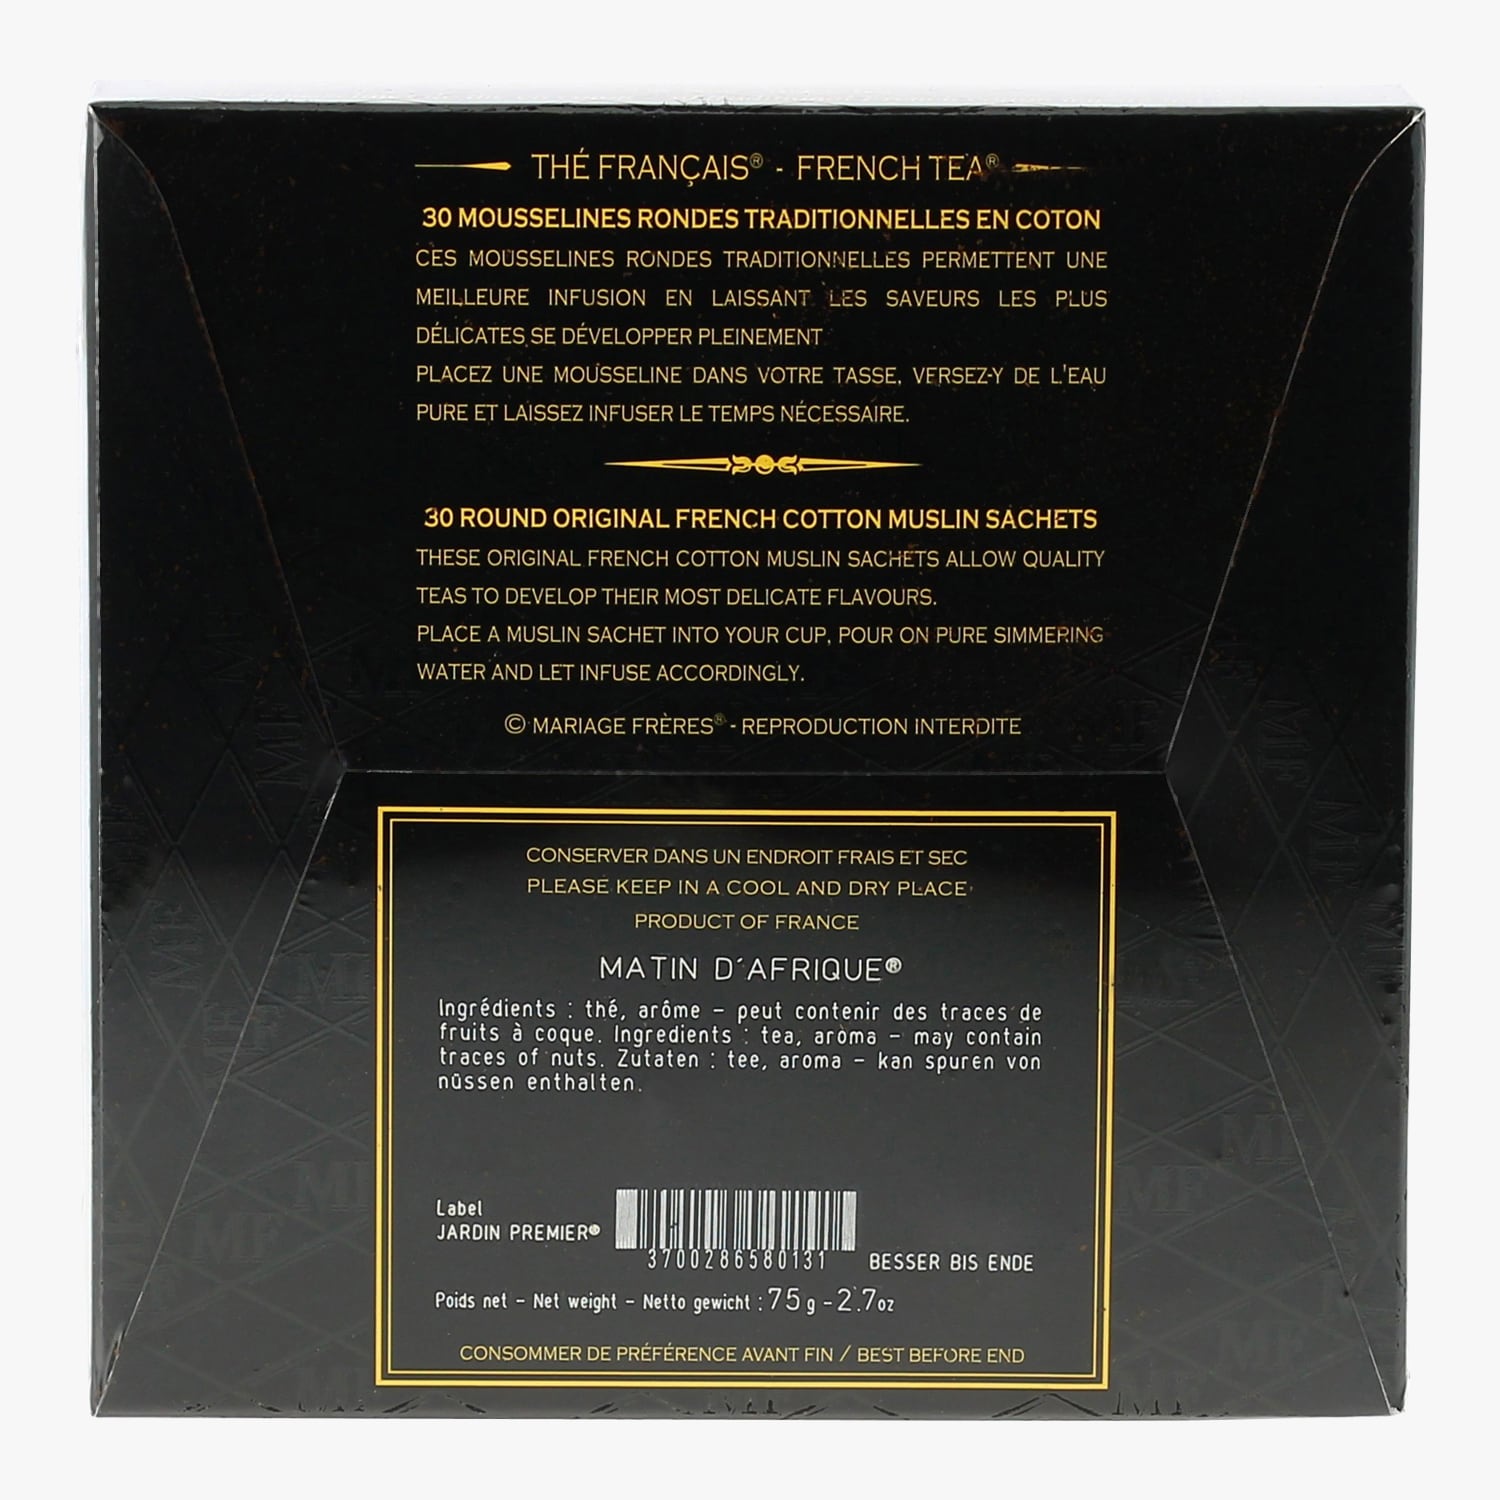 THÉ FRANÇAIS® - FRENCH TEA®
30 MOUSSELINES RONDES TRADITIONNELLES EN COTON
CES MOUSSELINES RONDES TRADITIONNELLES PERMETTENT UNE
MEILLEURE INFUSION EN LAISSANT LES SAVEURS LES PLUS
DÉLICATES SE DÉVELOPPER PLEINEMENT
PLACEZ UNE MOUSSELINE DANS VOTRE TASSE, VERSEZ-Y DE L'EAU
PURE ET LAISSEZ INFUSER LE TEMPS NÉCESSAIRE.
30 ROUND ORIGINAL FRENCH COTTON MUSLIN SACHETS
THESE ORIGINAL FRENCH COTTON MUSLIN SACHETS ALLOW QUALITY
TEAS TO DEVELOP THEIR MOST DELICATE FLAVOURS.
PLACE A MUSLIN SACHET INTO YOUR CUP, POUR ON PURE SIMMERING
WATER AND LET INFUSE ACCORDINGLY.
© MARIAGE FRÈRES® - REPRODUCTION INTERDITE
CONSERVER DANS UN ENDROIT FRAIS ET SEC
PLEASE KEEP IN A COOL AND DRY PLACE
PRODUCT OF FRANCE
MATIN D´AFRIQUE®
Ingrédients : thé, arôme – peut contenir des traces de
fruits à coque. Ingredients : tea, aroma – may contain
traces of nuts. Zutaten : tee, aroma – kan spuren von
nüssen enthalten.
Label
JARDIN PREMIER®
3700286580131
BESSER BIS ENDE
Poids net – Net weight – Netto gewicht : 75g – 2.7oz
CONSOMMER DE PRÉFÉRENCE AVANT FIN / BEST BEFORE END